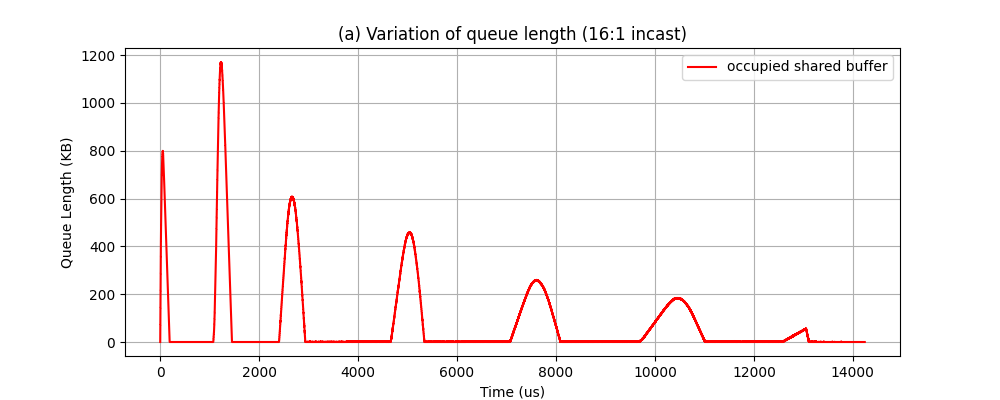 (a) Variation of queue length (16:1 incast)
occupied shared buffer
Queue Length (KB)
1200
1000
800
600
400
200
0
0 2000 4000 6000 8000 10000 12000 14000
Time (us)